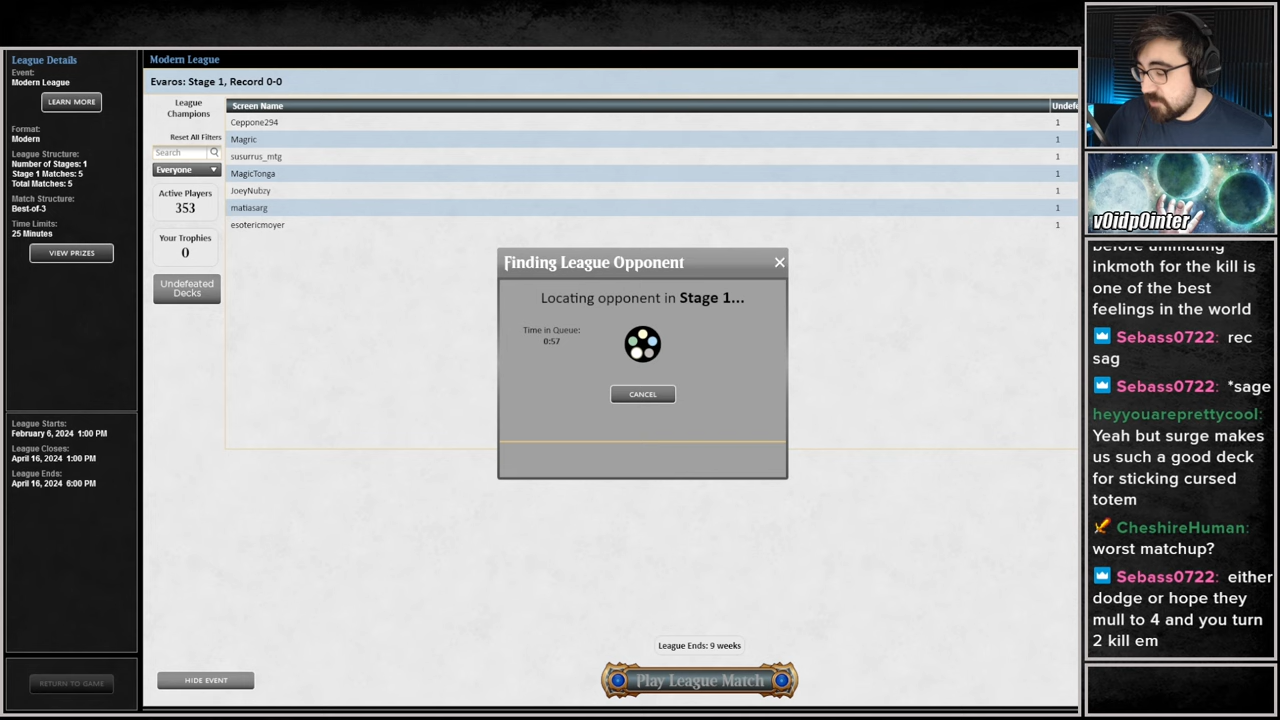 League Details
Event:
Modern League
LEARN MORE
Format:
Modern
League Structure:
Number of Stages: 1
Stage 1 Matches: 5
Total Matches: 5
Match Structure:
Best-of-3
Time Limits:
25 Minutes
VIEW PRIZES
League Starts:
February 6, 2024 1:00 PM
League Closes:
April 16, 2024 1:00 PM
League Ends:
April 16, 2024 6:00 PM
RETURN TO GAME
Modern League
Evaros: Stage 1, Record 0-0
League
Champions
Reset All Filters
Search
Everyone
Active Players
353
Your Trophies
0
Undefeated
Decks
Screen Name Undefe
Ceppone294 1
Magric 1
susurrus_mtg 1
MagicTonga 1
JoeyNubzy 1
matiasarg 1
esotericmoyer 1
Finding League Opponent
Locating opponent in Stage 1...
Time in Queue:
0:57
CANCEL
League Ends: 9 weeks
HIDE EVENT
Play League Match
v0idp0inter
before animating
inkmoth for the kill is
one of the best
feelings in the world
Sebass0722: rec
sag
Sebass0722: *sage
heyyouareprettycool:
Yeah but surge makes
us such a good deck
for sticking cursed
totem
CheshireHuman:
worst matchup?
Sebass0722: either
dodge or hope they
mull to 4 and you turn
2 kill em